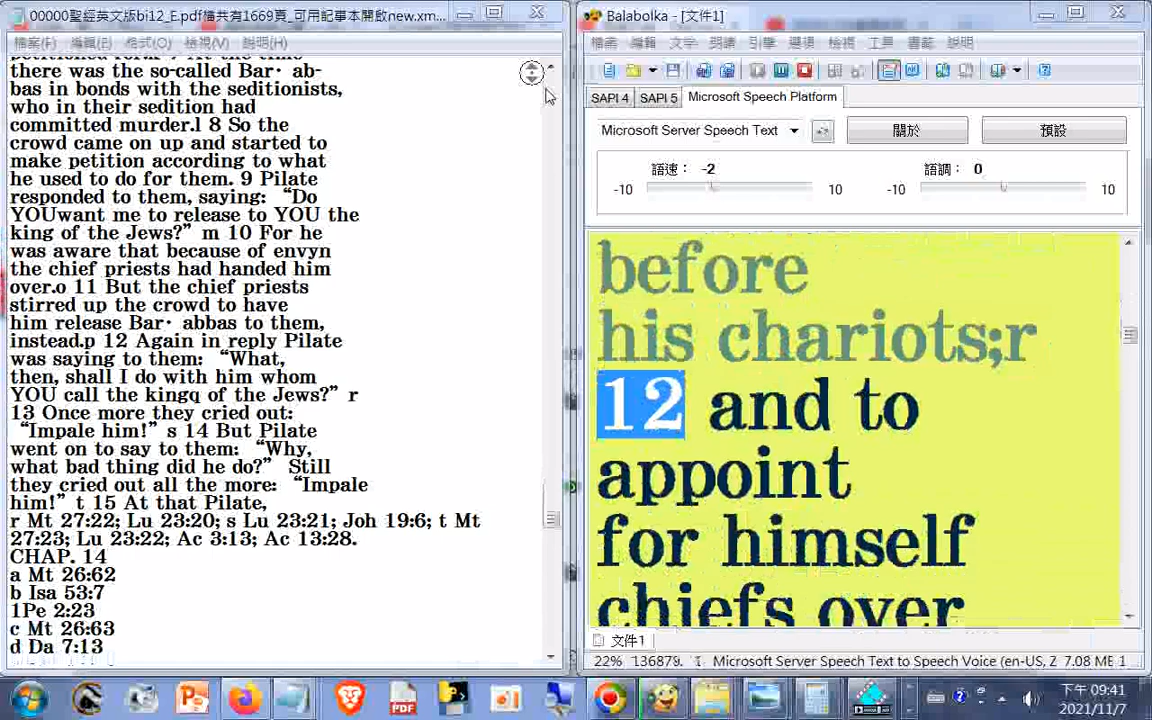 00000聖經英文版bi12_E.pdf檔共有1669頁_可用記事本開啟new.xm...
檔案(F) 編輯(E) 格式(O) 檢視(V) 說明(H)
there was the so-called Bar· ab-
bas in bonds with the seditionists,
who in their sedition had
committed murder.l 8 So the
crowd came on up and started to
make petition according to what
he used to do for them. 9 Pilate
responded to them, saying: “Do
YOUwant me to release to YOU the
king of the Jews?” m 10 For he
was aware that because of envyn
the chief priests had handed him
over.o 11 But the chief priests
stirred up the crowd to have
him release Bar· abbas to them,
instead.p 12 Again in reply Pilate
was saying to them: “What,
then, shall I do with him whom
YOU call the kingq of the Jews?” r
13 Once more they cried out:
“Impale him!” s 14 But Pilate
went on to say to them: “Why,
what bad thing did he do?” Still
they cried out all the more: “Impale
him!” t 15 At that Pilate,
r Mt 27:22; Lu 23:20; s Lu 23:21; Joh 19:6; t Mt
27:23; Lu 23:22; Ac 3:13; Ac 13:28.
CHAP. 14
a Mt 26:62
b Isa 53:7
1Pe 2:23
c Mt 26:63
d Da 7:13
Balabolka - [文件1]
檔案 編輯 文字 朗讀 引擎 選項 檢視 工具 書籤 說明
SAPI 4 SAPI 5 Microsoft Speech Platform
Microsoft Server Speech Text 關於 預設
語速: -2 語調: 0
-10 10 -10 10
before
his chariots;r
12 and to
appoint
for himself
chiefs over
文件1
22% 136879. Microsoft Server Speech Text to Speech Voice (en-US, Z 7.08 ME 1
PDF
下午 09:41
2021/11/7